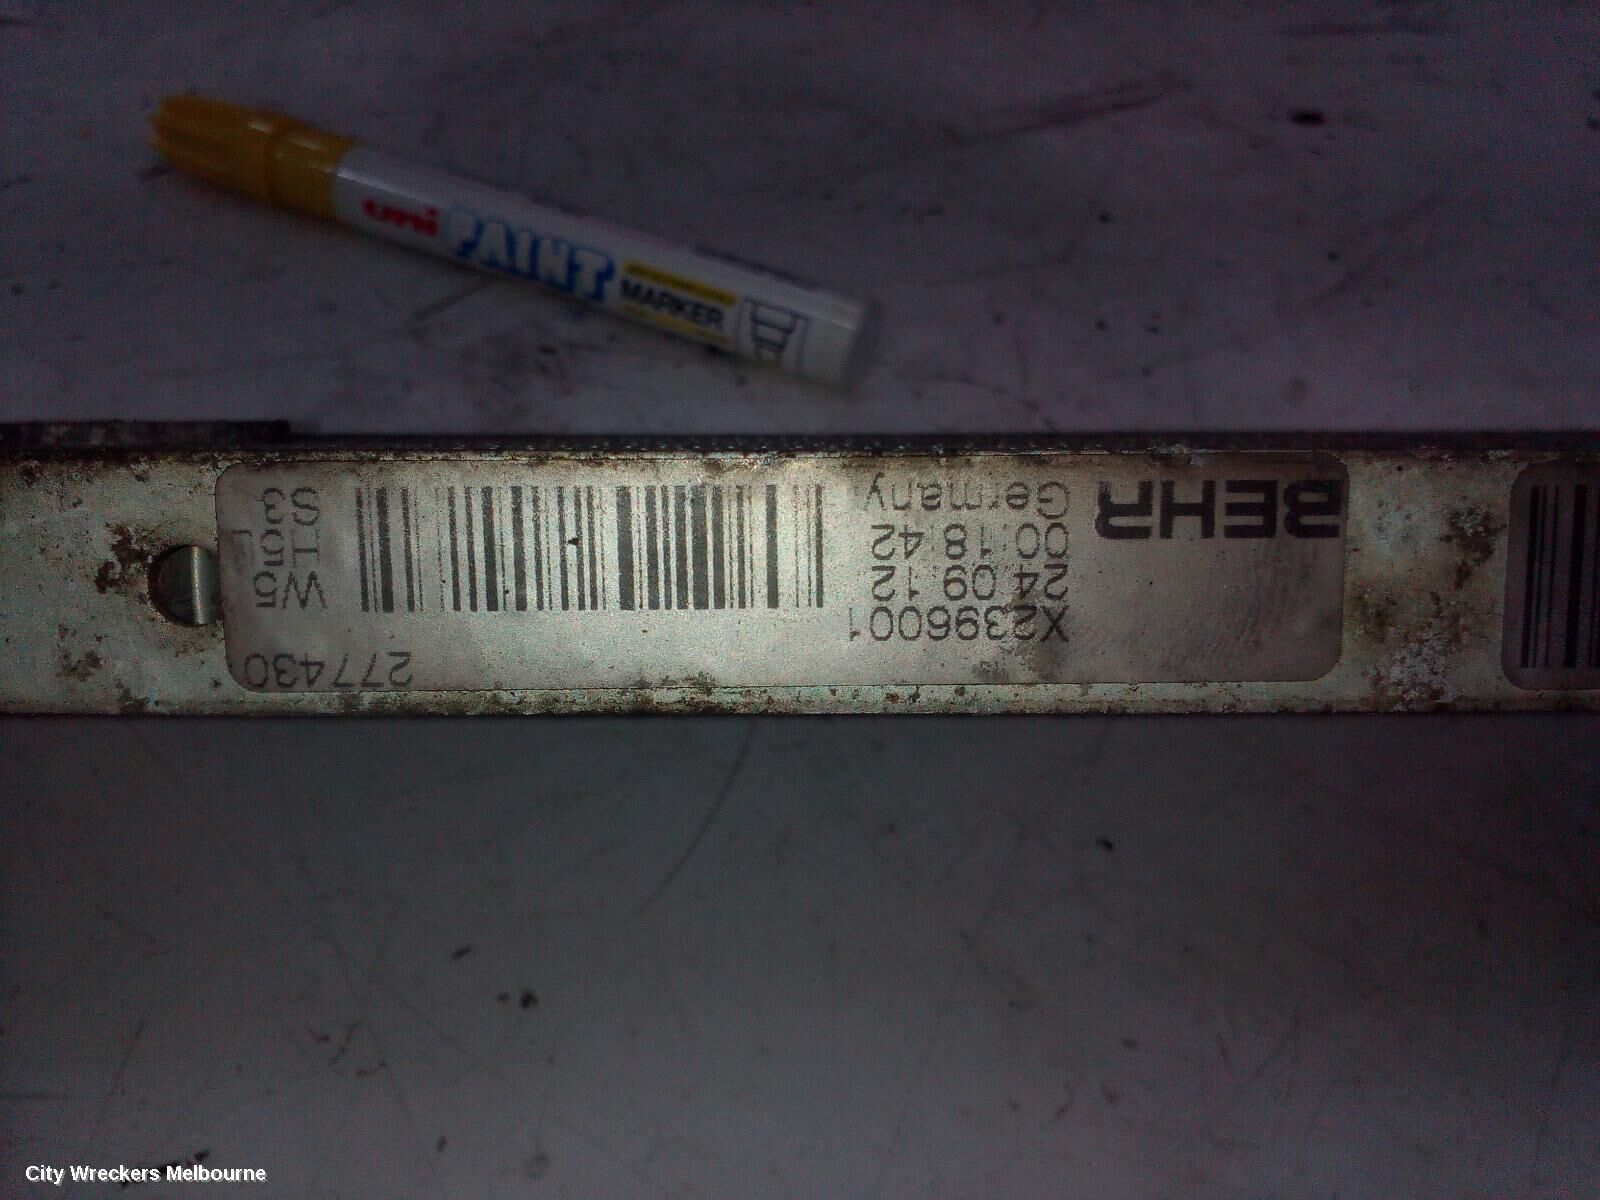 uni PAINT
MARKER
BEHR
Germany
00:18:42
24.09.12
X2396001
W5
S3
277430
City Wreckers Melbourne